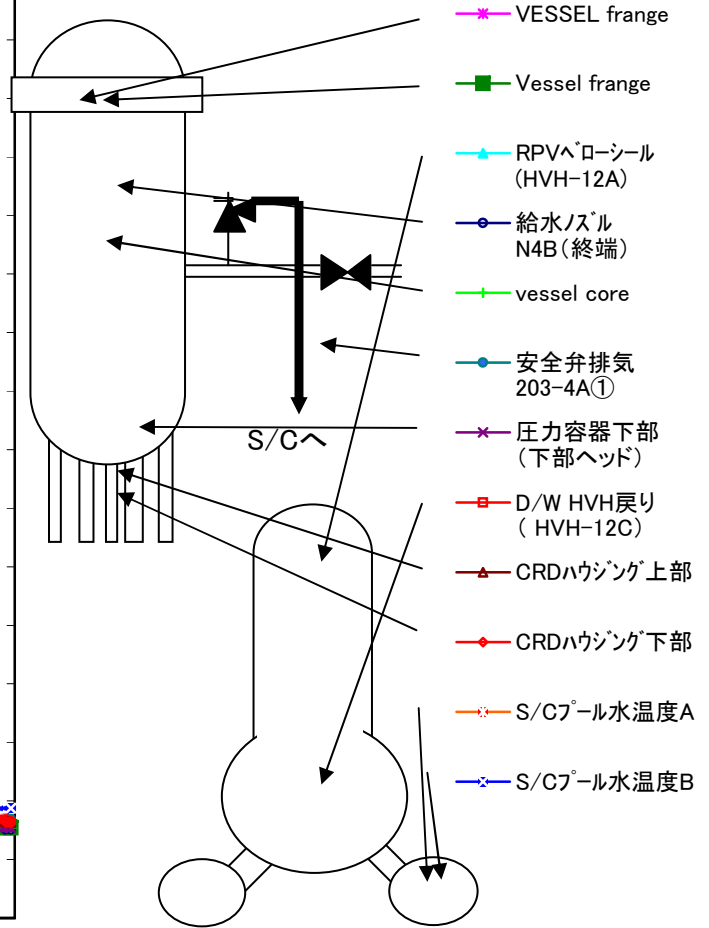 VESSEL frange
Vessel frange
RPVベローシール
(HVH-12A)
給水ノズル
N4B(終端)
vessel core
安全弁排気
203-4A①
圧力容器下部
(下部ヘッド)
D/W HVH戻り
( HVH-12C)
CRDハウジング上部
CRDハウジング下部
S/Cプール水温度A
S/Cプール水温度B
S/Cへ